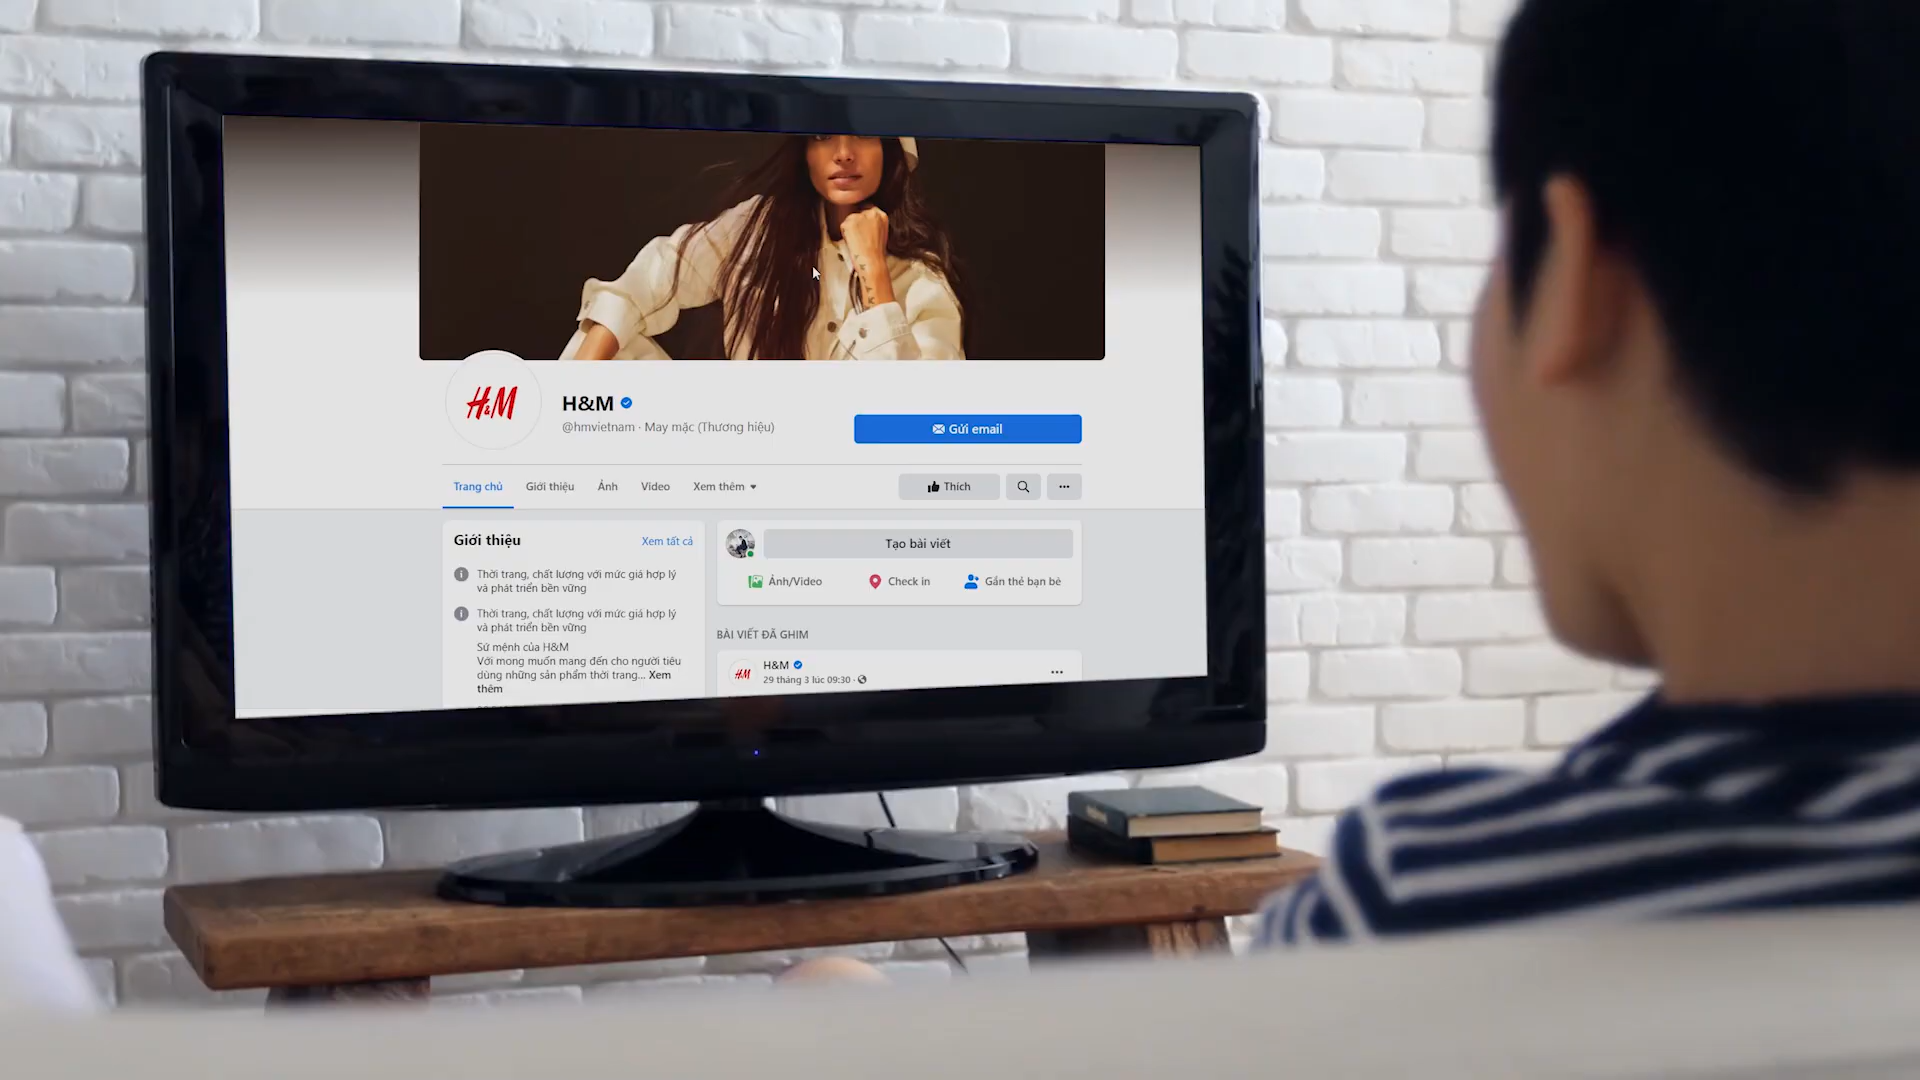 H&M
H&M
@hmvietnam · May mặc (Thương hiệu)
Gửi email
Trang chủ
Giới thiệu
Ảnh
Video
Xem thêm
Thích
Giới thiệu
Xem tất cả
Thời trang, chất lượng với mức giá hợp lý
và phát triển bền vững
Thời trang, chất lượng với mức giá hợp lý
và phát triển bền vững
Sứ mệnh của H&M
Với mong muốn mang đến cho người tiêu
dùng những sản phẩm thời trang... Xem
thêm
Tạo bài viết
Ảnh/Video
Check in
Gắn thẻ bạn bè
BÀI VIẾT ĐÃ GHIM
H&M
H&M
29 tháng 3 lúc 09:30 ·